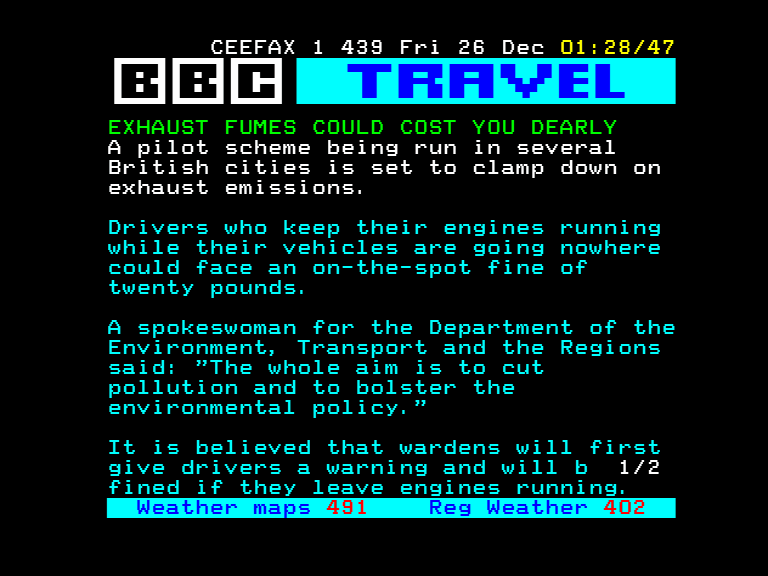 CEEFAX 1 439 Fri 26 Dec 01:28/47
BBC TRAVEL
EXHAUST FUMES COULD COST YOU DEARLY
A pilot scheme being run in several
British cities is set to clamp down on
exhaust emissions.
Drivers who keep their engines running
while their vehicles are going nowhere
could face an on-the-spot fine of
twenty pounds.
A spokeswoman for the Department of the
Environment, Transport and the Regions
said: "The whole aim is to cut
pollution and to bolster the
environmental policy."
It is believed that wardens will first
give drivers a warning and will b 1/2
fined if they leave engines running.
Weather maps 491 Reg Weather 402